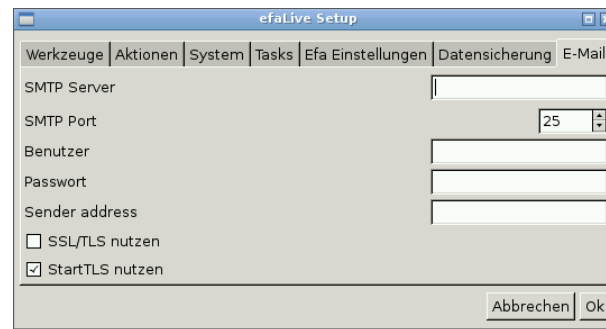 efaLive Setup
Werkzeuge Aktionen System Tasks Efa Einstellungen Datensicherung E-Mail
SMTP Server
SMTP Port 25
Benutzer
Passwort
Sender address
SSL/TLS nutzen
StartTLS nutzen
Abbrechen Ok